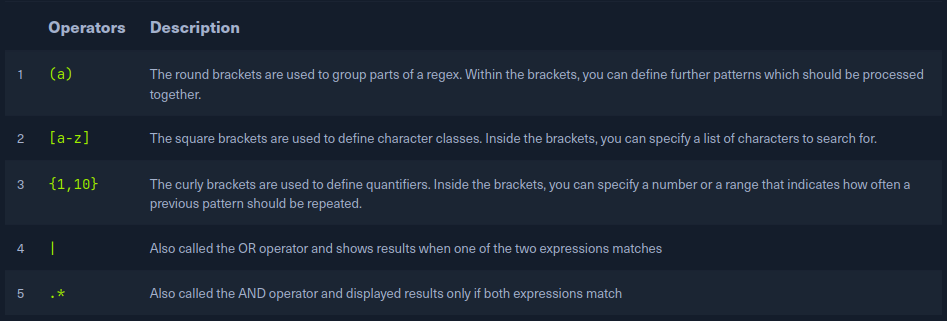 Operators Description
1 (a) The round brackets are used to group parts of a regex. Within the brackets, you can define further patterns which should be processed
together.
2 [a-z] The square brackets are used to define character classes. Inside the brackets, you can specify a list of characters to search for.
3 {1,10} The curly brackets are used to define quantifiers. Inside the brackets, you can specify a number or a range that indicates how often a
previous pattern should be repeated.
4 | Also called the OR operator and shows results when one of the two expressions matches
5 .* Also called the AND operator and displayed results only if both expressions match